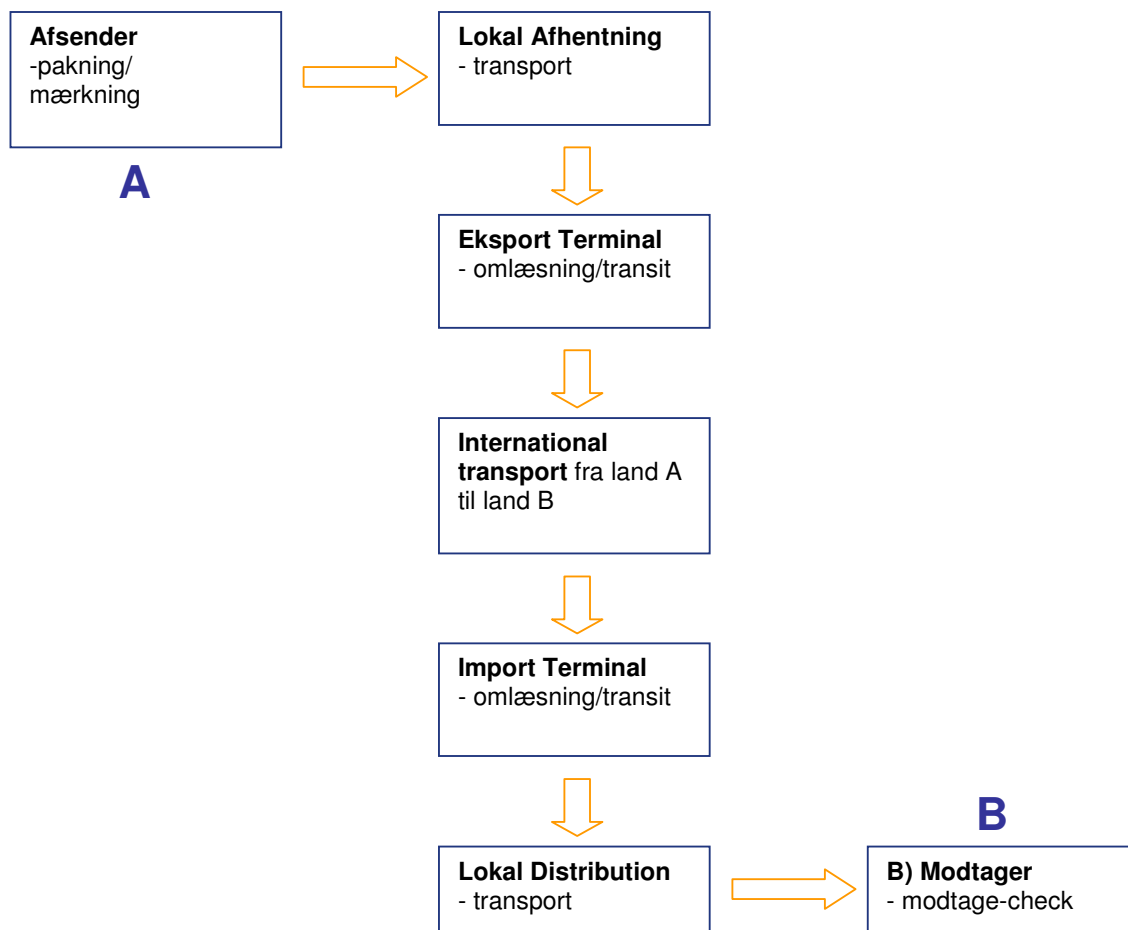 Afsender
-pakning/
mærkning
A
Lokal Afhentning
- transport
Eksport Terminal
- omlæsning/transit
International
transport fra land A
til land B
Import Terminal
- omlæsning/transit
Lokal Distribution
- transport
B
B) Modtager
- modtage-check